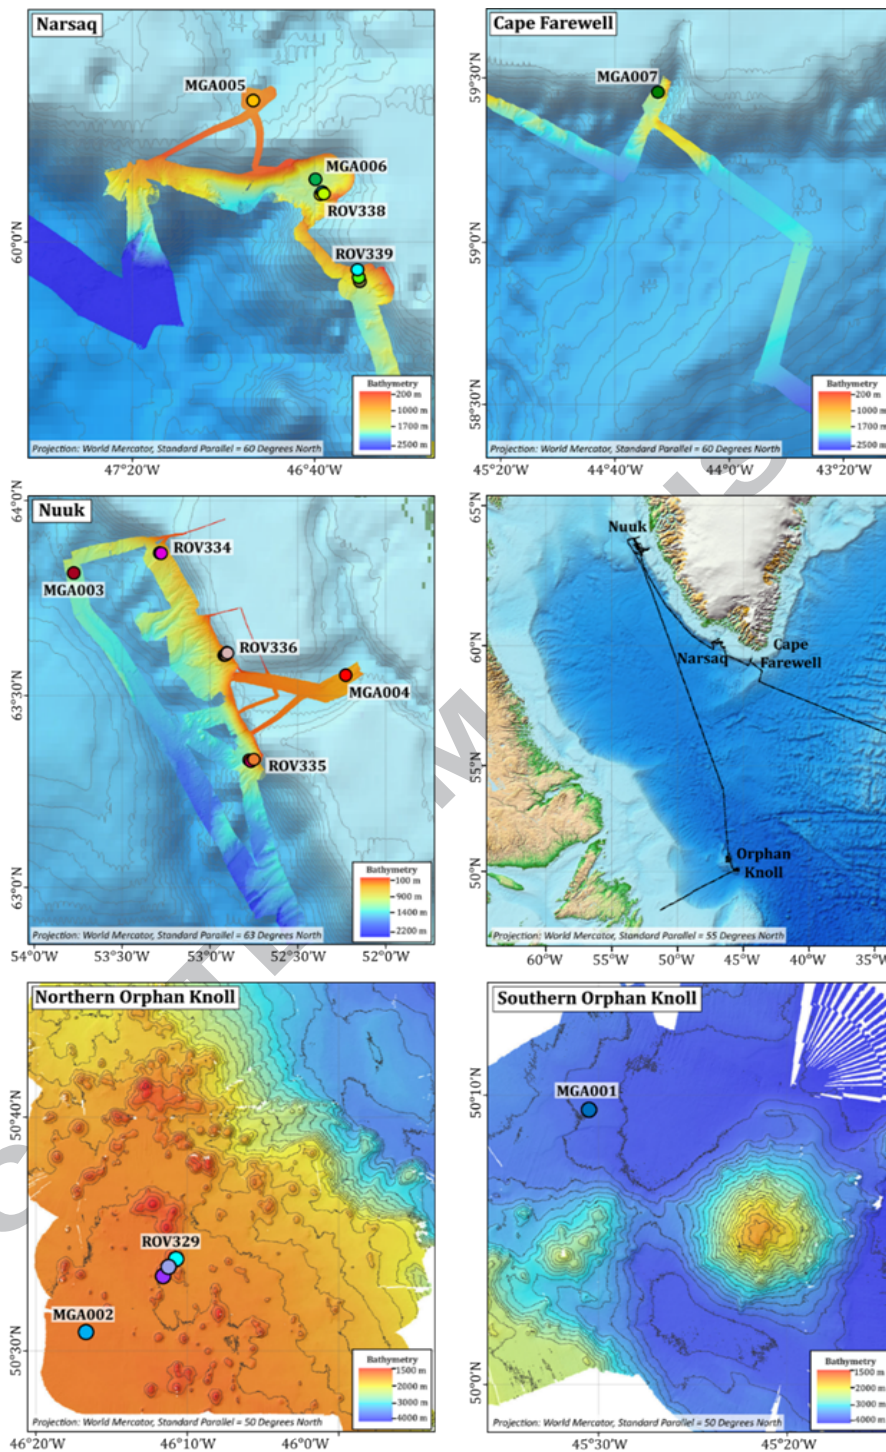 Narsaq
MGA005
MGA006
ROV338
ROV339
60°0'N
Bathymetry
200 m
1000 m
1700 m
2500 m
Projection: World Mercator, Standard Parallel = 60 Degrees North
47°20'W
46°40'W
Cape Farewell
MGA007
59°30'N
59°0'N
58°30'N
Bathymetry
200 m
1000 m
1700 m
2500 m
Projection: World Mercator, Standard Parallel = 60 Degrees North
45°20'W
44°40'W
44°0'W
43°20'W
Nuuk
ROV334
MGA003
ROV336
MGA004
ROV335
64°0'N
63°30'N
63°0'N
Bathymetry
100 m
900 m
1400 m
2200 m
Projection: World Mercator, Standard Parallel = 63 Degrees North
54°0'W
53°30'W
53°0'W
52°30'W
52°0'W
Nuuk
Narsaq
Cape
Farewell
Orphan
Knoll
65°N
60°N
55°N
50°N
Projection: World Mercator, Standard Parallel = 55 Degrees North
60°W
55°W
50°W
45°W
40°W
35°W
Northern Orphan Knoll
ROV329
MGA002
50°40'N
50°30'N
Bathymetry
1500 m
2000 m
3000 m
4000 m
Projection: World Mercator, Standard Parallel = 50 Degrees North
46°20'W
46°10'W
46°0'W
Southern Orphan Knoll
MGA001
50°10'N
50°0'N
Bathymetry
1500 m
2000 m
3000 m
4000 m
Projection: World Mercator, Standard Parallel = 50 Degrees North
45°30'W
45°20'W